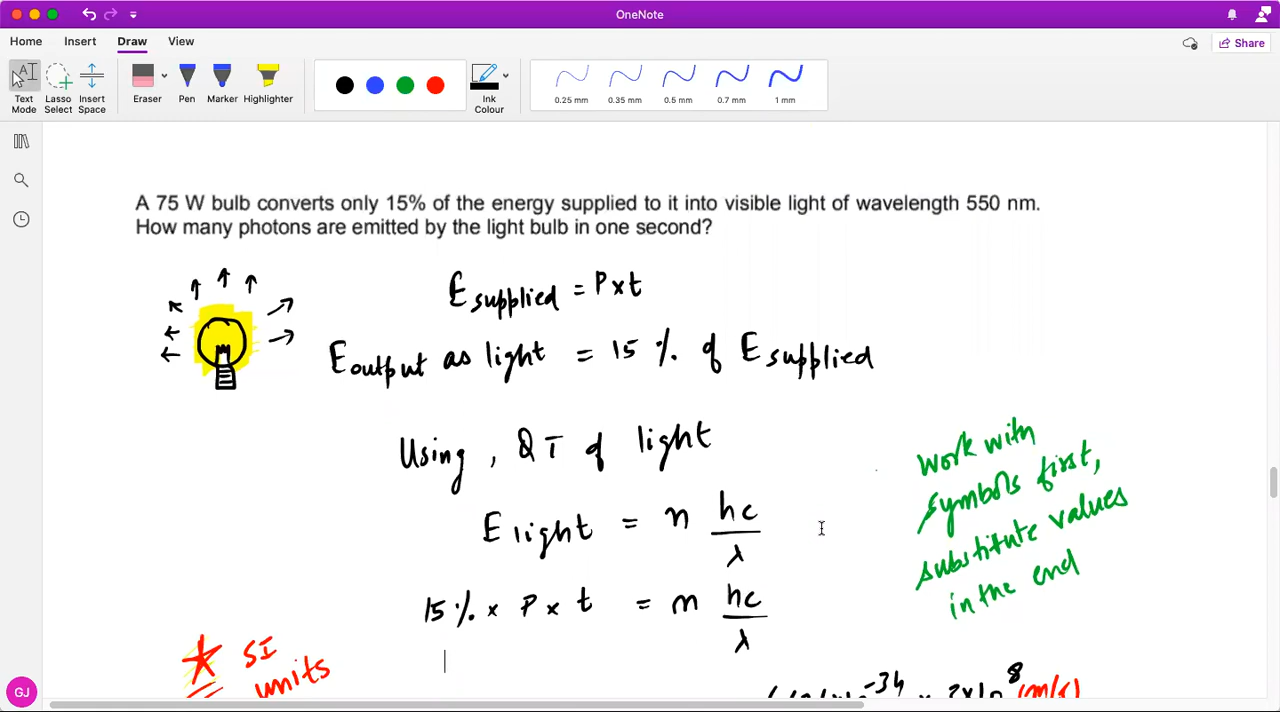 OneNote
Home Insert Draw View Share
Text Mode Lasso Select Insert Space Eraser Pen Marker Highlighter Ink Colour 0.25 mm 0.35 mm 0.5 mm 0.7 mm 1 mm
A 75 W bulb converts only 15% of the energy supplied to it into visible light of wavelength 550 nm.
How many photons are emitted by the light bulb in one second?
E supplied = P x t
E output as light = 15 % of E supplied
Using, QT of light
E light = n hc/λ
15 % x P x t = n hc/λ
work with
symbols first,
substitute values
in the end
SI
units
-34 x 3x10 8 (m/s)
GJ